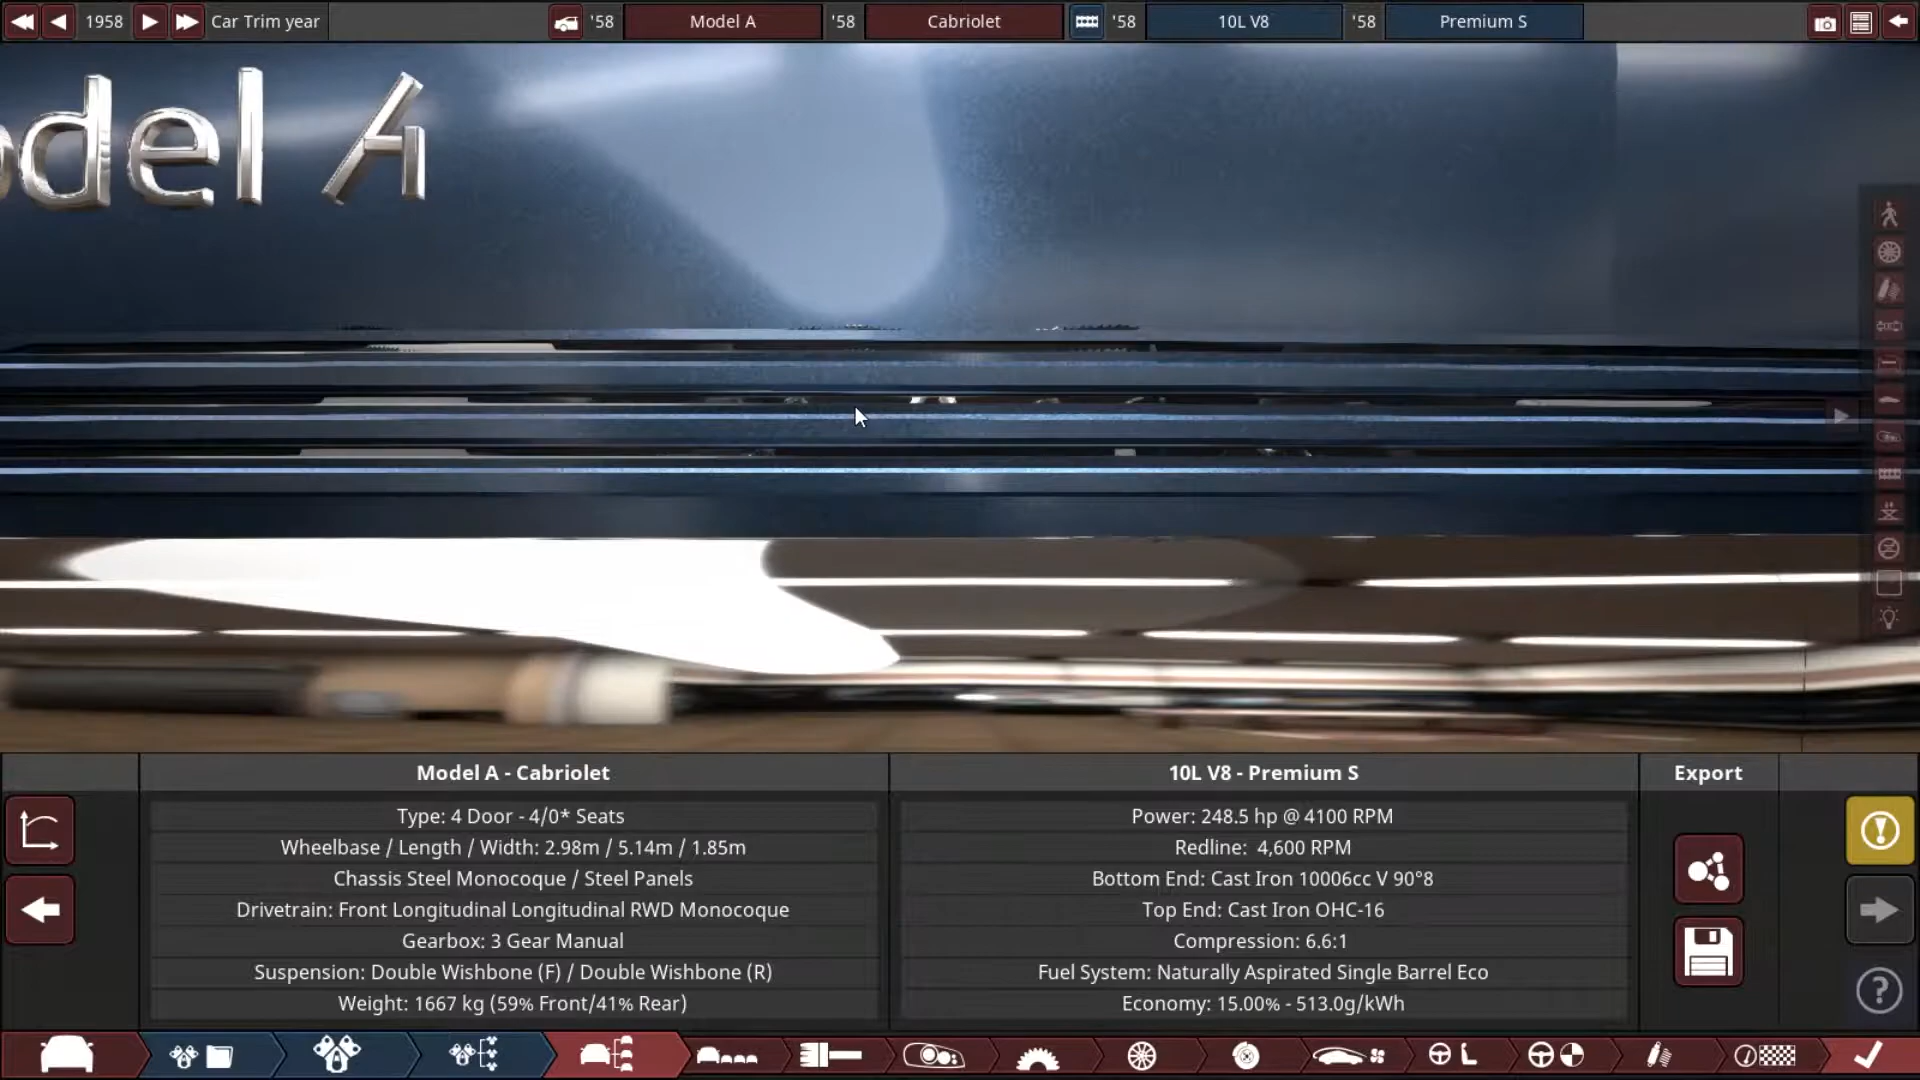 1958 Car Trim year '58 Model A '58 Cabriolet '58 10L V8 '58 Premium S
odel A
Model A - Cabriolet
Type: 4 Door - 4/0* Seats
Wheelbase / Length / Width: 2.98m / 5.14m / 1.85m
Chassis Steel Monocoque / Steel Panels
Drivetrain: Front Longitudinal Longitudinal RWD Monocoque
Gearbox: 3 Gear Manual
Suspension: Double Wishbone (F) / Double Wishbone (R)
Weight: 1667 kg (59% Front/41% Rear)
10L V8 - Premium S
Power: 248.5 hp @ 4100 RPM
Redline: 4,600 RPM
Bottom End: Cast Iron 10006cc V 90°8
Top End: Cast Iron OHC-16
Compression: 6.6:1
Fuel System: Naturally Aspirated Single Barrel Eco
Economy: 15.00% - 513.0g/kWh
Export